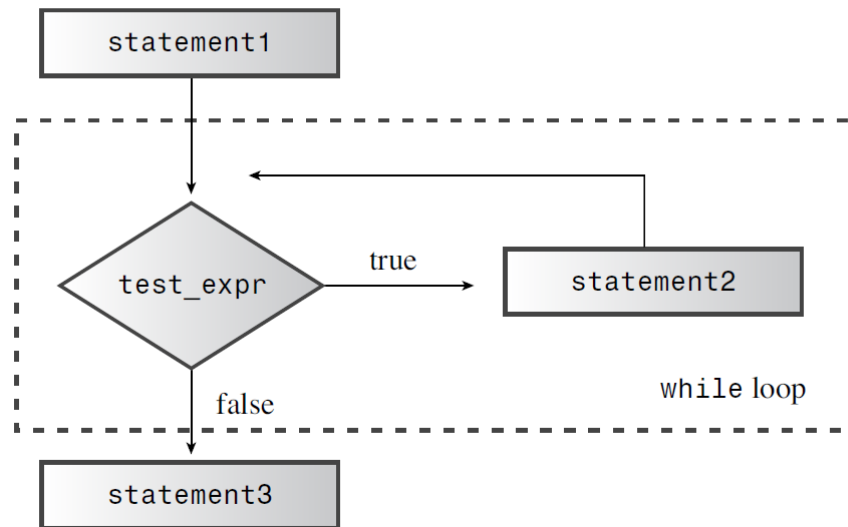 statement1
true
test_expr
statement2
while loop
false
statement3